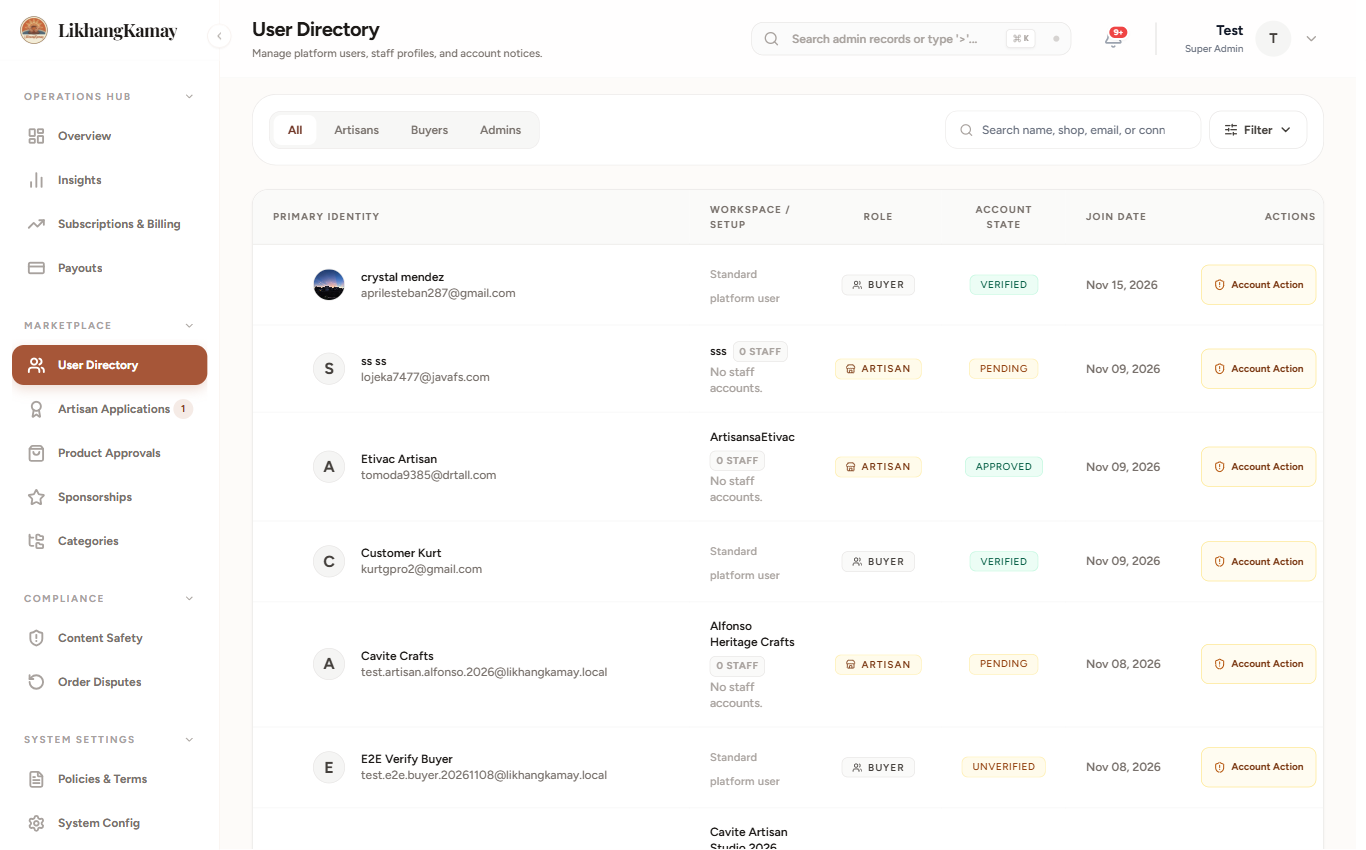 LikhangKamay
User Directory
Manage platform users, staff profiles, and account notices.
Search admin records or type '>'...
⌘ K
9+
Test
Super Admin
T
OPERATIONS HUB
Overview
Insights
Subscriptions & Billing
Payouts
MARKETPLACE
User Directory
Artisan Applications 1
Product Approvals
Sponsorships
Categories
COMPLIANCE
Content Safety
Order Disputes
SYSTEM SETTINGS
Policies & Terms
System Config
All Artisans Buyers Admins
Search name, shop, email, or conn
Filter
PRIMARY IDENTITY
WORKSPACE /
SETUP
ROLE
ACCOUNT
STATE
JOIN DATE
ACTIONS
crystal mendez
aprilesteban287@gmail.com
Standard
platform user
BUYER
VERIFIED
Nov 15, 2026
Account Action
S
ss ss
lojeka7477@javafs.com
sss 0 STAFF
No staff
accounts.
ARTISAN
PENDING
Nov 09, 2026
Account Action
A
Etivac Artisan
tomoda9385@drtall.com
ArtisansaEtivac
0 STAFF
No staff
accounts.
ARTISAN
APPROVED
Nov 09, 2026
Account Action
C
Customer Kurt
kurtgpro2@gmail.com
Standard
platform user
BUYER
VERIFIED
Nov 09, 2026
Account Action
A
Cavite Crafts
test.artisan.alfonso.2026@likhangkamay.local
Alfonso
Heritage Crafts
0 STAFF
No staff
accounts.
ARTISAN
PENDING
Nov 08, 2026
Account Action
E
E2E Verify Buyer
test.e2e.buyer.20261108@likhangkamay.local
Standard
platform user
BUYER
UNVERIFIED
Nov 08, 2026
Account Action
Cavite Artisan
Studio 2026